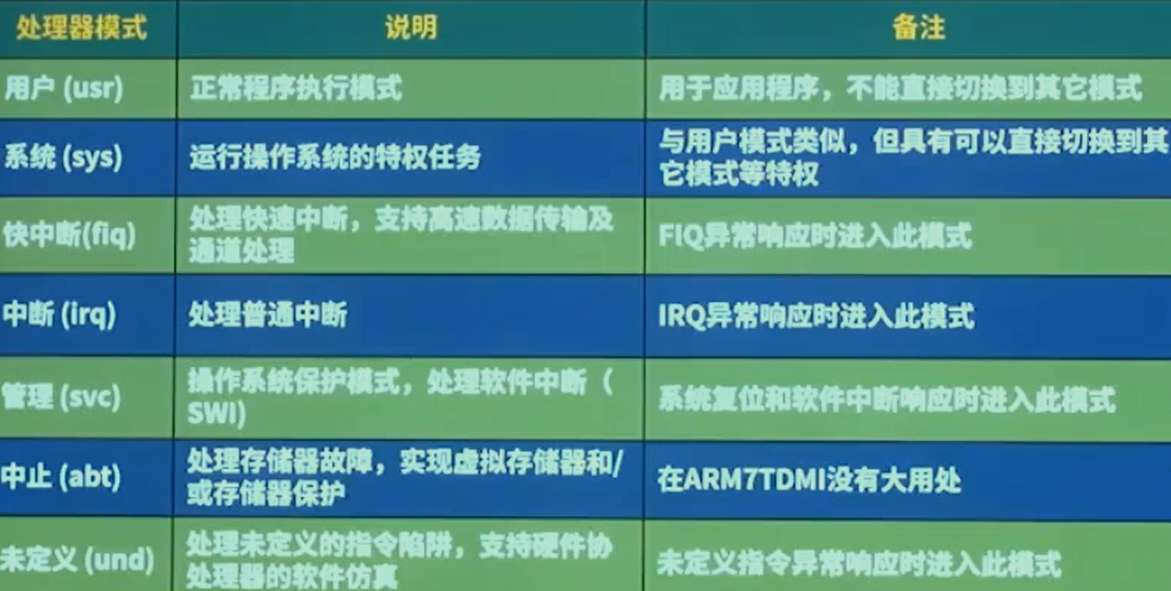 处理器模式 说明 备注
用户 (usr) 正常程序执行模式 用于应用程序，不能直接切换到其它模式
系统 (sys) 运行操作系统的特权任务 与用户模式类似，但具有可以直接切换到其
它模式等特权
快中断(fiq) 处理快速中断，支持高速数据传输及
通道处理 FIQ异常响应时进入此模式
中断 (irq) 处理普通中断 IRQ异常响应时进入此模式
管理 (svc) 操作系统保护模式，处理软件中断（
SWI) 系统复位和软件中断响应时进入此模式
中止 (abt) 处理存储器故障，实现虚拟存储器和/
或存储器保护 在ARM7TDMI没有大用处
未定义 (und) 处理未定义的指令陷阱，支持硬件协
处理器的软件仿真 未定义指令异常响应时进入此模式